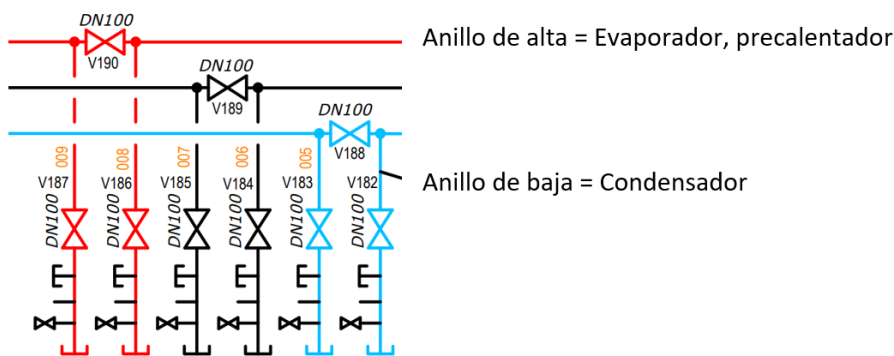 DN100
Anillo de alta = Evaporador, precalentador
V190
DN100
V189
DN100
V188
009
008
007
006
005
V187
V186
V185
V184
V183
V182
Anillo de baja = Condensador
DN100
DN100
DN100
DN100
DN100
DN100